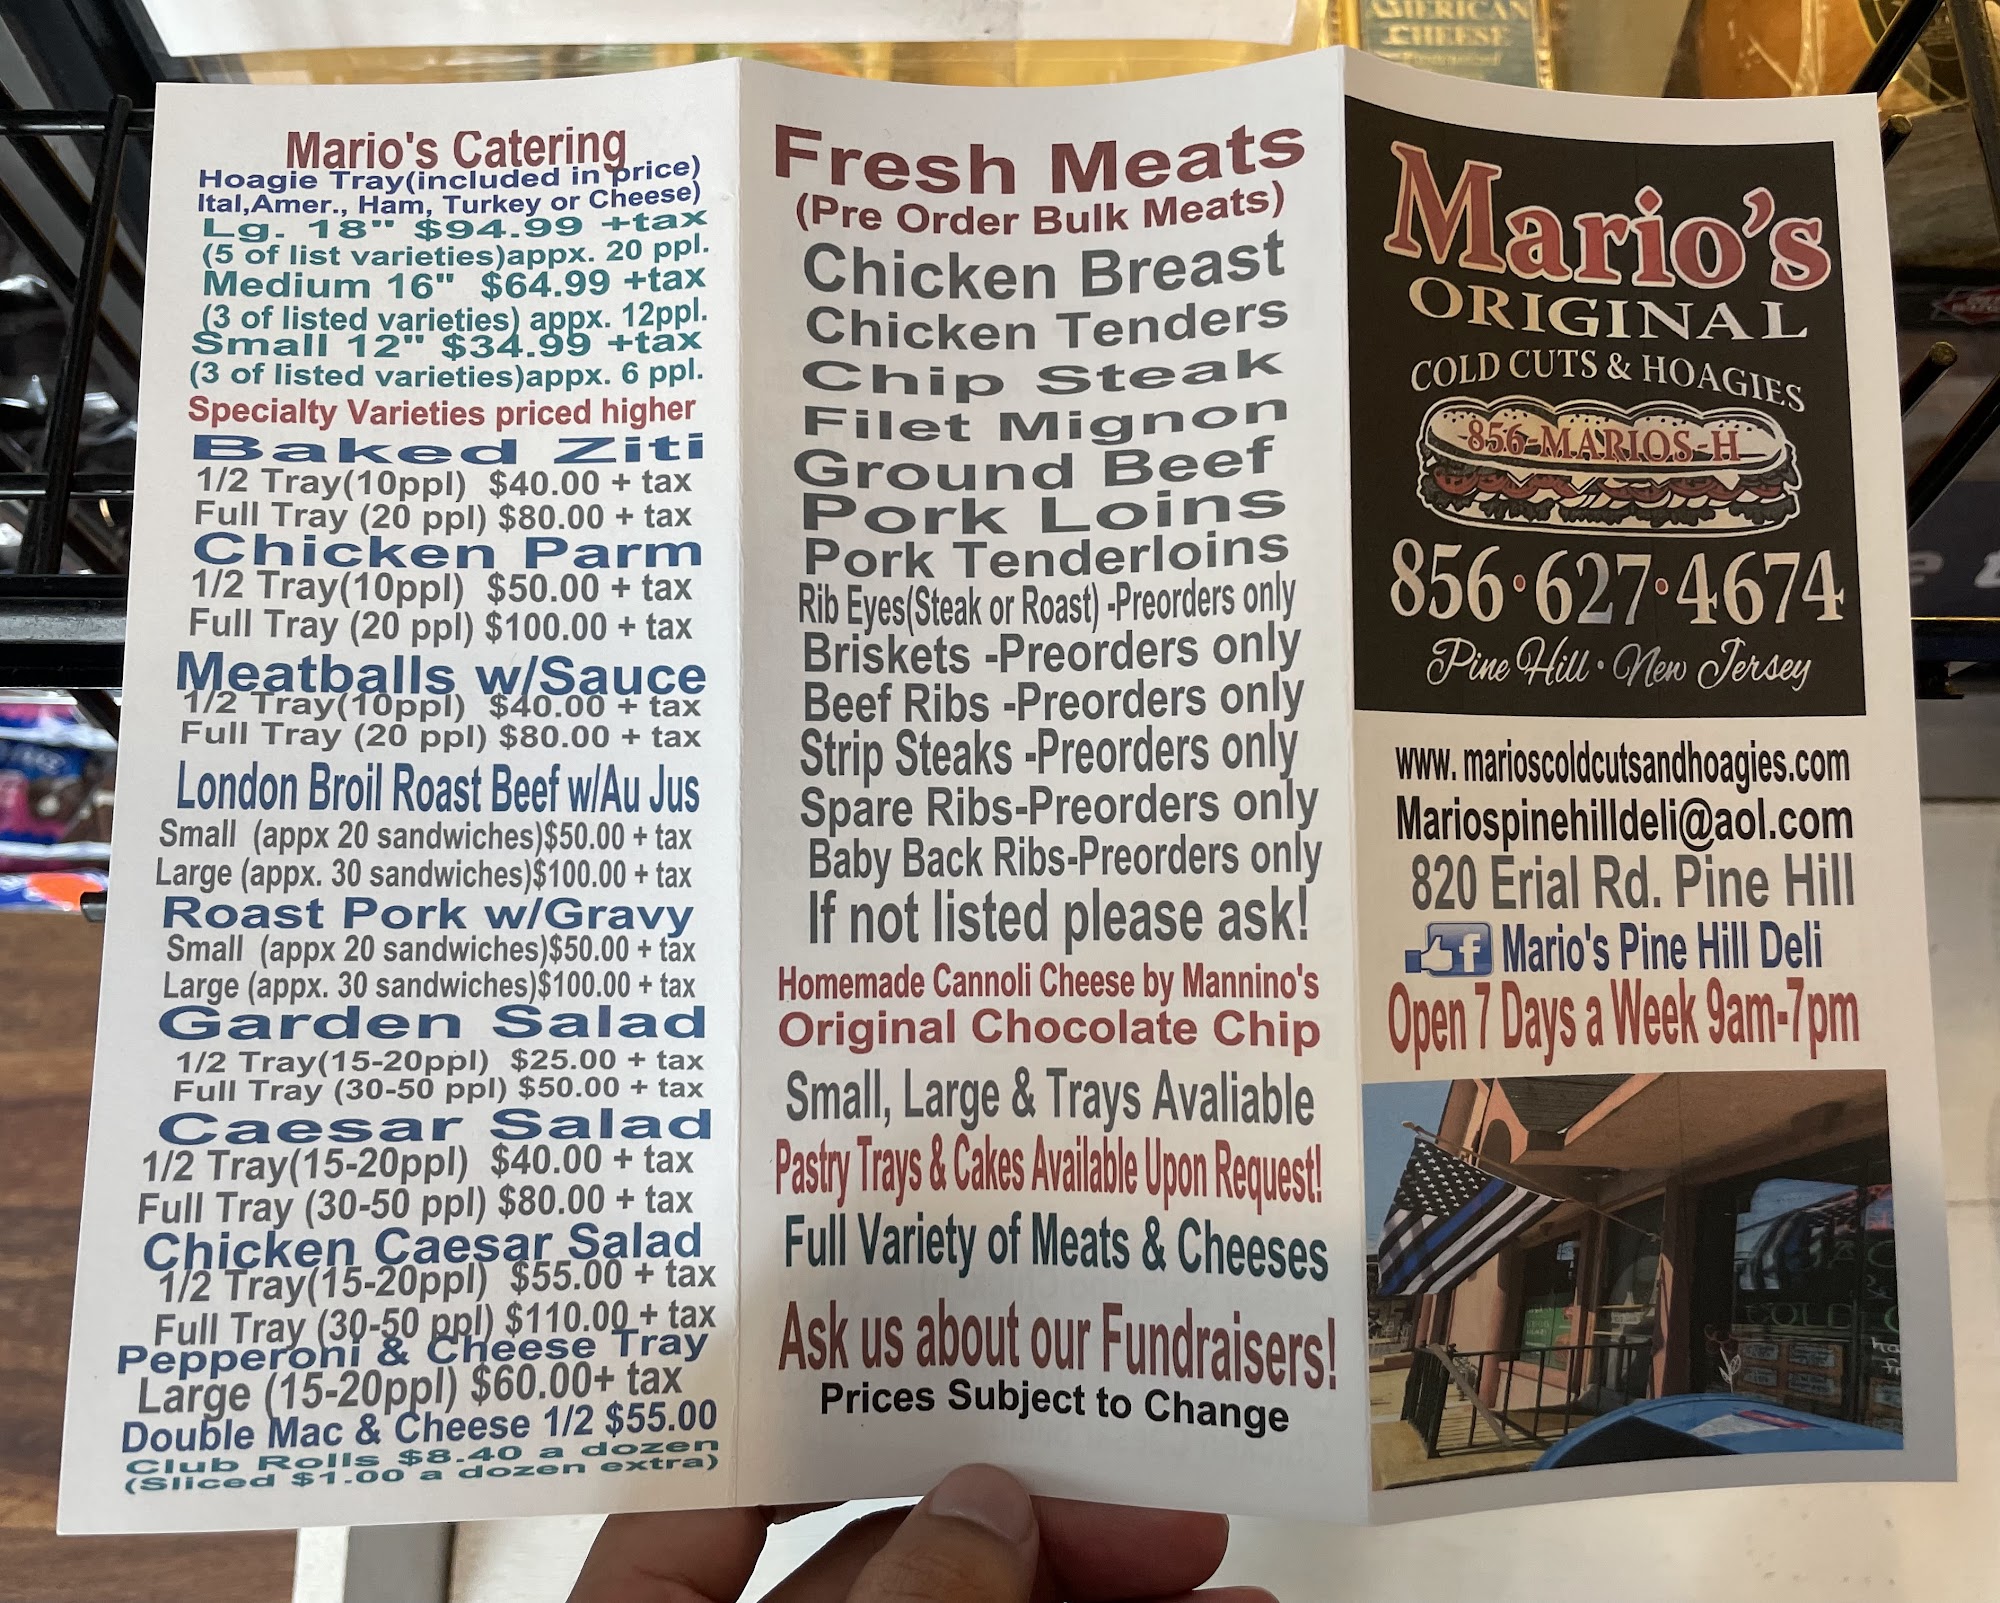 AMERICAN
CHEESE
Mario's Catering
Hoagie Tray(included in price)
Ital,Amer., Ham, Turkey or Cheese)
Lg. 18" $94.99 +tax
(5 of list varieties)appx. 20 ppl.
Medium 16" $64.99 +tax
(3 of listed varieties) appx. 12ppl.
Small 12" $34.99 +tax
(3 of listed varieties)appx. 6 ppl.
Specialty Varieties priced higher
Baked Ziti
1/2 Tray(10ppl) $40.00 + tax
Full Tray (20 ppl) $80.00 + tax
Chicken Parm
1/2 Tray(10ppl) $50.00 + tax
Full Tray (20 ppl) $100.00 + tax
Meatballs w/Sauce
1/2 Tray(10ppl) $40.00 + tax
Full Tray (20 ppl) $80.00 + tax
London Broil Roast Beef w/Au Jus
Small (appx 20 sandwiches)$50.00 + tax
Large (appx. 30 sandwiches)$100.00 + tax
Roast Pork w/Gravy
Small (appx 20 sandwiches)$50.00 + tax
Large (appx. 30 sandwiches)$100.00 + tax
Garden Salad
1/2 Tray(15-20ppl) $25.00 + tax
Full Tray (30-50 ppl) $50.00 + tax
Caesar Salad
1/2 Tray(15-20ppl) $40.00 + tax
Full Tray (30-50 ppl) $80.00 + tax
Chicken Caesar Salad
1/2 Tray(15-20ppl) $55.00 + tax
Full Tray (30-50 ppl) $110.00 + tax
Pepperoni & Cheese Tray
Large (15-20ppl) $60.00+ tax
Double Mac & Cheese 1/2 $55.00
Club Rolls $8.40 a dozen
(Sliced $1.00 a dozen extra)
Fresh Meats
(Pre Order Bulk Meats)
Chicken Breast
Chicken Tenders
Chip Steak
Filet Mignon
Ground Beef
Pork Loins
Pork Tenderloins
Rib Eyes(Steak or Roast) -Preorders only
Briskets -Preorders only
Beef Ribs -Preorders only
Strip Steaks -Preorders only
Spare Ribs-Preorders only
Baby Back Ribs-Preorders only
If not listed please ask!
Homemade Cannoli Cheese by Mannino's
Original Chocolate Chip
Small, Large & Trays Avaliable
Pastry Trays & Cakes Available Upon Request!
Full Variety of Meats & Cheeses
Ask us about our Fundraisers!
Prices Subject to Change
Mario's
ORIGINAL
COLD CUTS & HOAGIES
856-MARIOS-H
856•627•4674
Pine Hill • New Jersey
www. marioscoldcutsandhoagies.com
Mariospinehilldeli@aol.com
820 Erial Rd. Pine Hill
f Mario's Pine Hill Deli
Open 7 Days a Week 9am-7pm